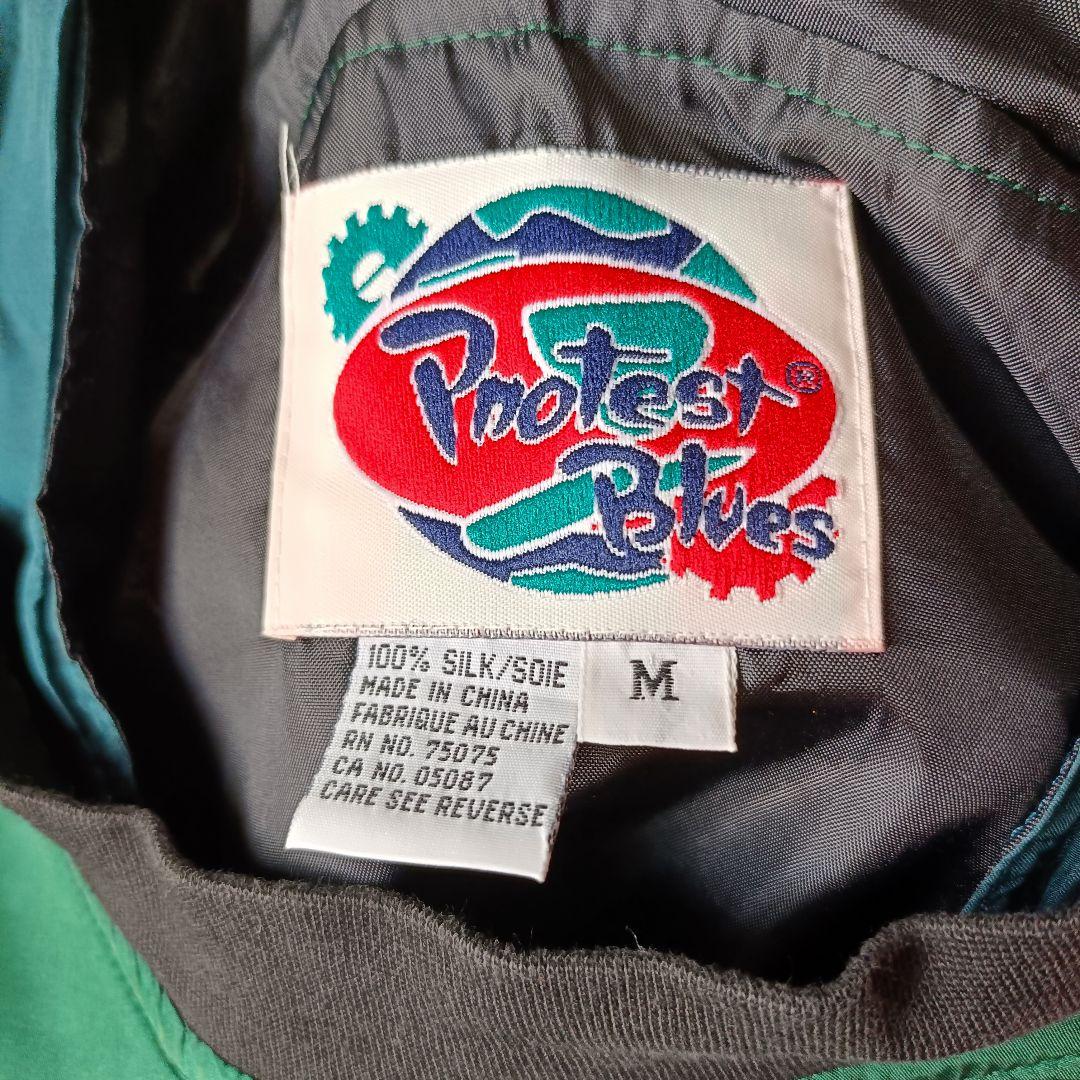 Protest®
Blues
100% SILK/SOIE
MADE IN CHINA
FABRIQUE AU CHINE
RN NO. 75075
CA NO. 05087
CARE SEE REVERSE
M